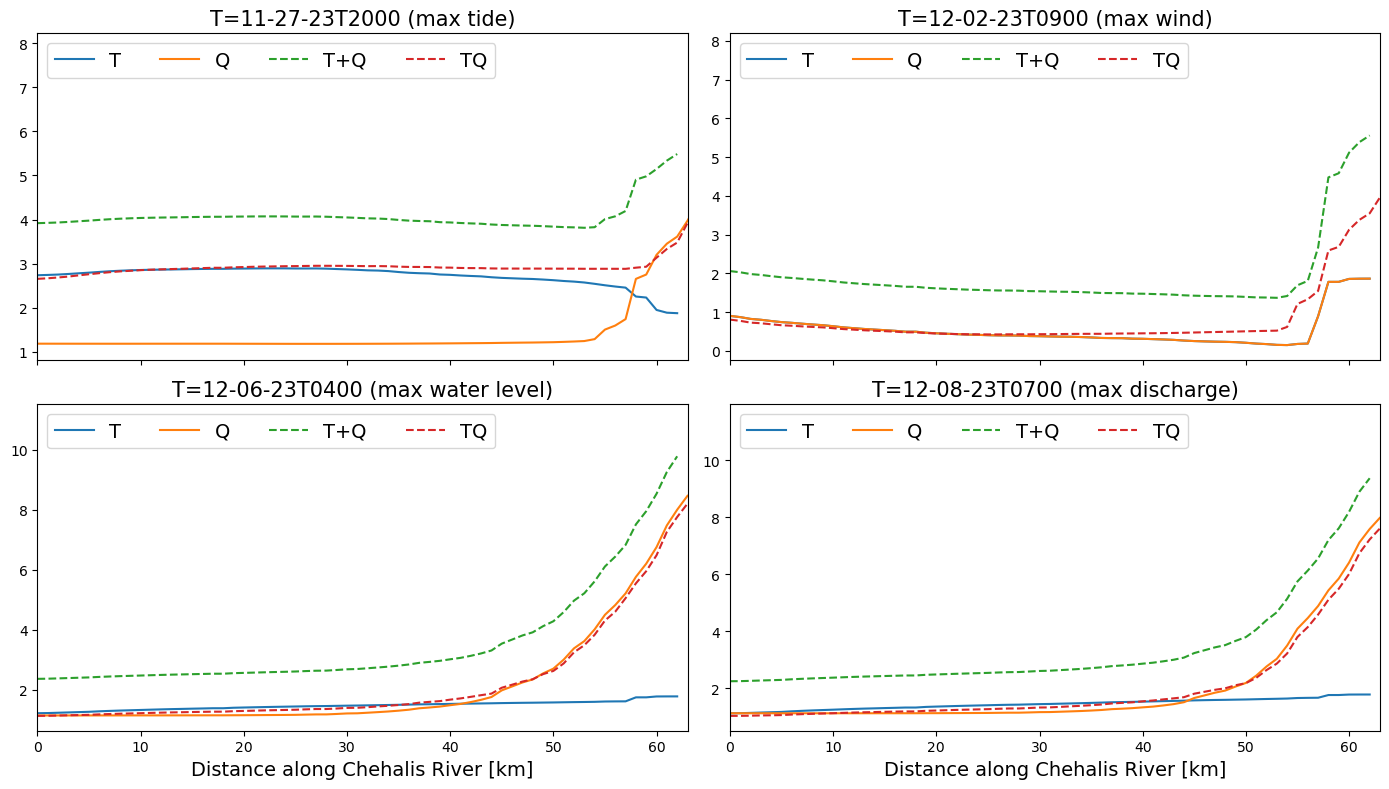 T=11-27-23T2000 (max tide)
T Q T+Q TQ
8
7
6
5
4
3
2
1
T=12-02-23T0900 (max wind)
T Q T+Q TQ
8
7
6
5
4
3
2
1
0
T=12-06-23T0400 (max water level)
T Q T+Q TQ
10
8
6
4
2
0 10 20 30 40 50 60
Distance along Chehalis River [km]
T=12-08-23T0700 (max discharge)
T Q T+Q TQ
10
8
6
4
2
0 10 20 30 40 50 60
Distance along Chehalis River [km]